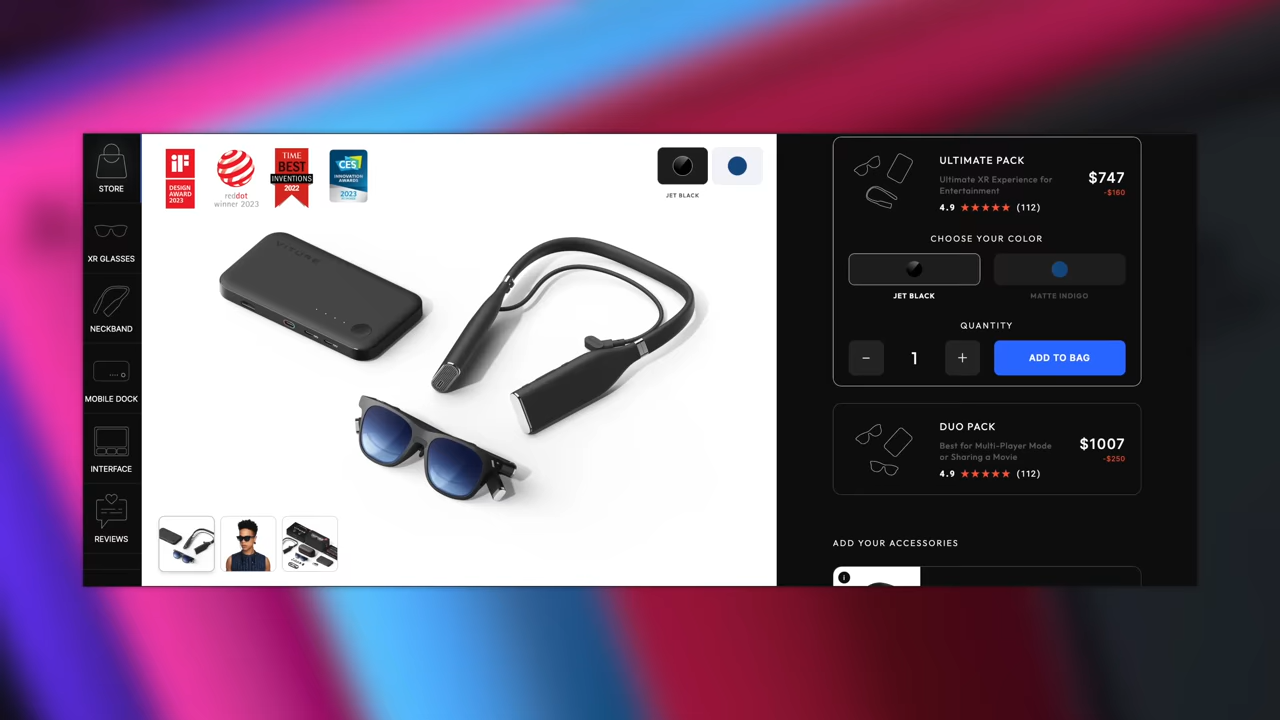 STORE
XR GLASSES
NECKBAND
MOBILE DOCK
INTERFACE
REVIEWS
iF
DESIGN
AWARD
2023
reddot
winner 2023
TIME
BEST
INVENTIONS
2022
CES
INNOVATION
AWARDS
2023
JET BLACK
VITURE
ULTIMATE PACK
Ultimate XR Experience for
Entertainment
$747
-$160
4.9 ★★★★★ (112)
CHOOSE YOUR COLOR
JET BLACK
MATTE INDIGO
QUANTITY
- 1 +
ADD TO BAG
DUO PACK
Best for Multi-Player Mode
or Sharing a Movie
$1007
-$250
4.9 ★★★★★ (112)
ADD YOUR ACCESSORIES
i